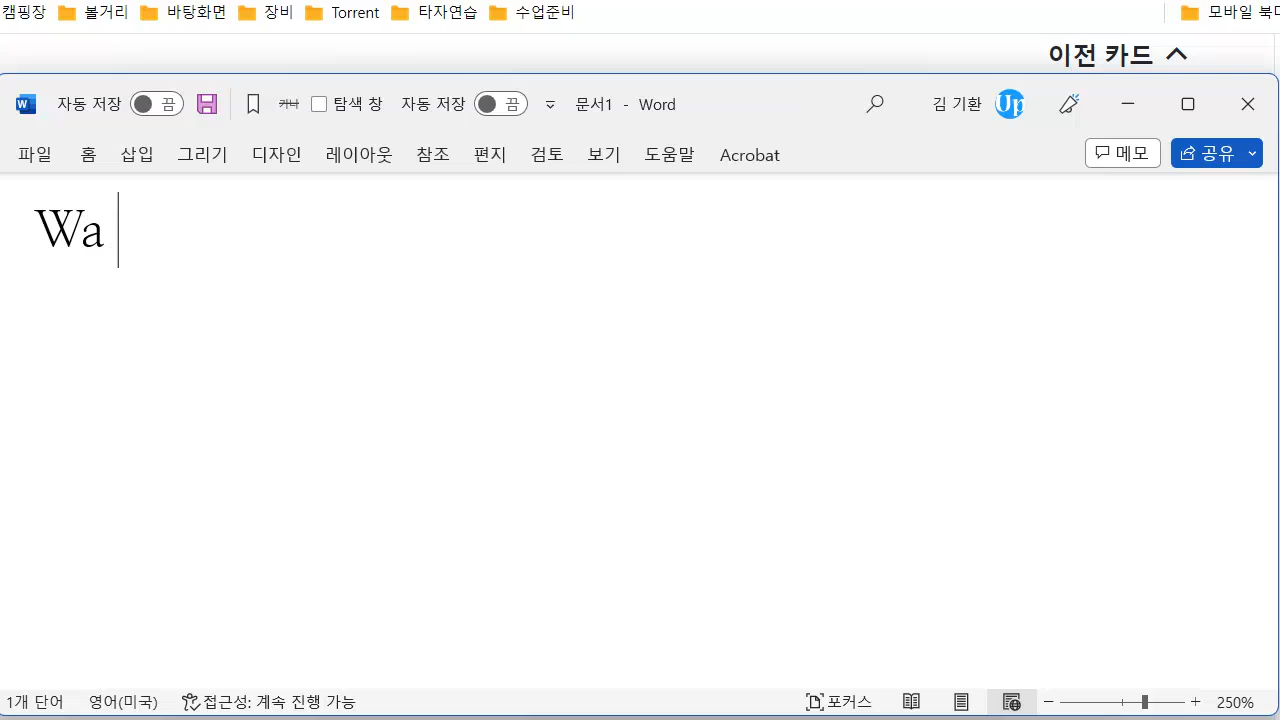 캠핑장 볼거리 바탕화면 장비 Torrent 타자연습 수업준비 모바일 북
이전 카드
자동 저장 끔 가나 탐색 창 자동 저장 끔 문서1 - Word 김 기환 Up
파일 홈 삽입 그리기 디자인 레이아웃 참조 편지 검토 보기 도움말 Acrobat 메모 공유
Wa
1개 단어 영어(미국) 접근성: 계속 진행 가능 포커스 250%